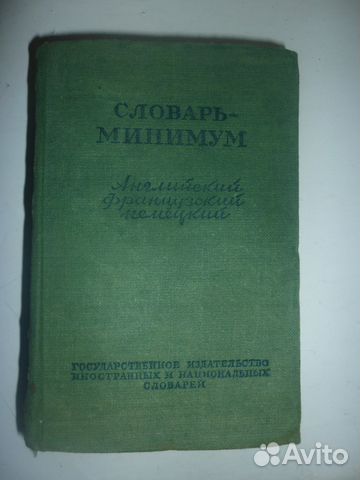 СЛОВАРЬ-
МИНИМУМ
Английский
французский
немецкий
ГОСУДАРСТВЕННОЕ ИЗДАТЕЛЬСТВО
ИНОСТРАННЫХ И НАЦИОНАЛЬНЫХ
СЛОВАРЕЙ
Avito